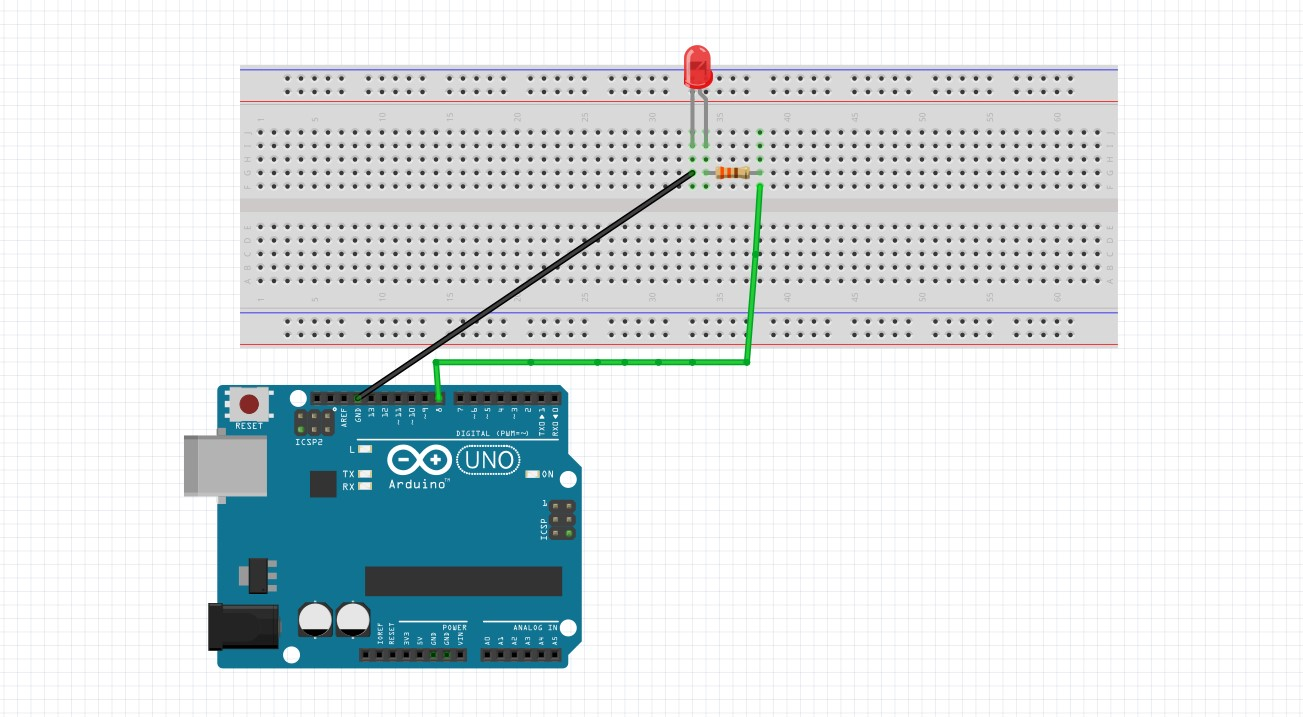 1 5 10 15 20 25 30 35 40 45 50 55 60
J J
I I
H H
G G
F F
E E
D D
C C
B B
A A
1 5 10 15 20 25 30 35 40 45 50 55 60
RESET
ICSP2
AREF
GND
13
12
~11
~10
~9
8
7
~6
~5
4
~3
2
TX0▶1
RX0◀0
DIGITAL (PWM=~)
L
TX
RX
UNO
Arduino™
ON
1
ICSP
POWER
ANALOG IN
IOREF
RESET
3V3
5V
GND
GND
VIN
A0
A1
A2
A3
A4
A5